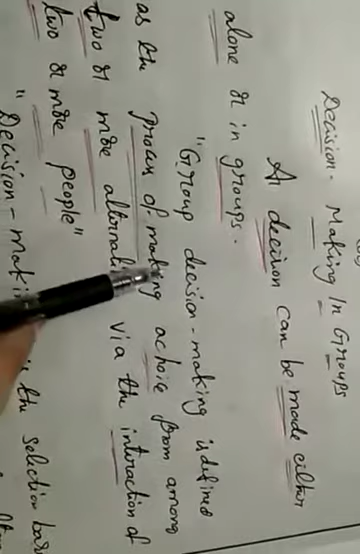 Decision - Making In Groups
A decision can be made either
alone or in groups.
"Group decision-making is defined
as the process of making a choice from among
two or more via the interaction of
two or more people"
"Decision - the selection